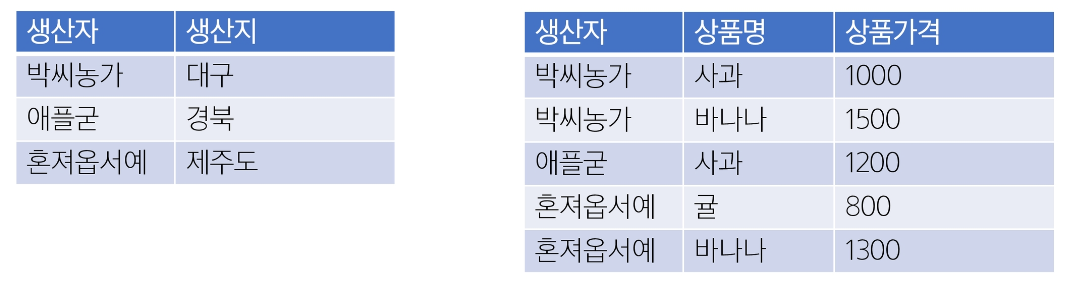 생산자 생산지
박씨농가 대구
애플굳 경북
혼져옵서예 제주도
생산자 상품명 상품가격
박씨농가 사과 1000
박씨농가 바나나 1500
애플굳 사과 1200
혼져옵서예 귤 800
혼져옵서예 바나나 1300